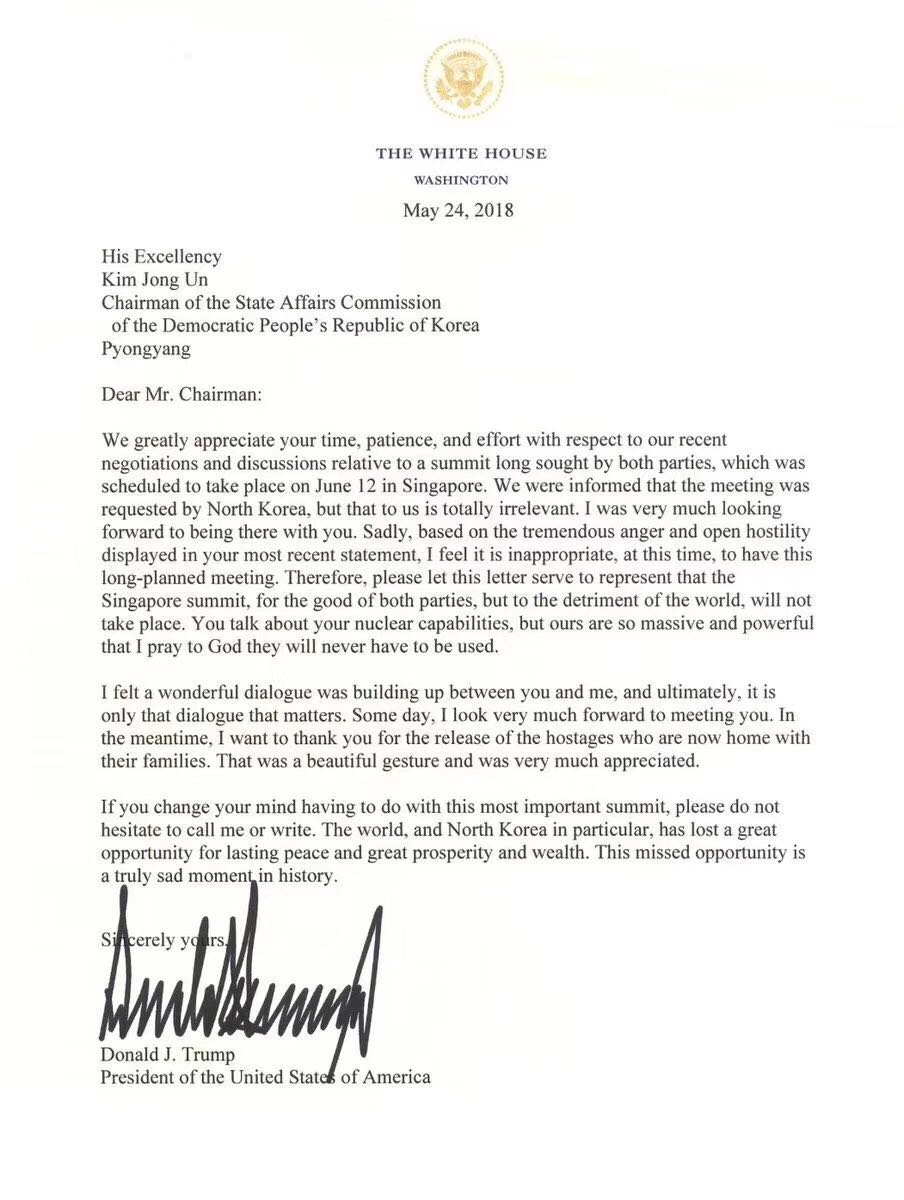 THE WHITE HOUSE
WASHINGTON
May 24, 2018
His Excellency
Kim Jong Un
Chairman of the State Affairs Commission
of the Democratic People’s Republic of Korea
Pyongyang
Dear Mr. Chairman:
We greatly appreciate your time, patience, and effort with respect to our recent
negotiations and discussions relative to a summit long sought by both parties, which was
scheduled to take place on June 12 in Singapore. We were informed that the meeting was
requested by North Korea, but that to us is totally irrelevant. I was very much looking
forward to being there with you. Sadly, based on the tremendous anger and open hostility
displayed in your most recent statement, I feel it is inappropriate, at this time, to have this
long-planned meeting. Therefore, please let this letter serve to represent that the
Singapore summit, for the good of both parties, but to the detriment of the world, will not
take place. You talk about your nuclear capabilities, but ours are so massive and powerful
that I pray to God they will never have to be used.
I felt a wonderful dialogue was building up between you and me, and ultimately, it is
only that dialogue that matters. Some day, I look very much forward to meeting you. In
the meantime, I want to thank you for the release of the hostages who are now home with
their families. That was a beautiful gesture and was very much appreciated.
If you change your mind having to do with this most important summit, please do not
hesitate to call me or write. The world, and North Korea in particular, has lost a great
opportunity for lasting peace and great prosperity and wealth. This missed opportunity is
a truly sad moment in history.
Sincerely yours,
Donald J. Trump
President of the United States of America